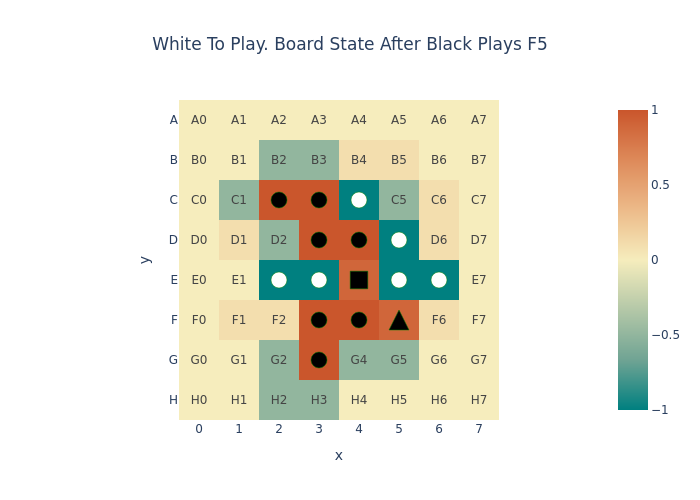 White To Play. Board State After Black Plays F5
A A0 A1 A2 A3 A4 A5 A6 A7
B B0 B1 B2 B3 B4 B5 B6 B7
C C0 C1 C5 C6 C7
D D0 D1 D2 D6 D7
E E0 E1 E7
F F0 F1 F2 F6 F7
G G0 G1 G2 G4 G5 G6 G7
H H0 H1 H2 H3 H4 H5 H6 H7
0 1 2 3 4 5 6 7
x
y
1
0.5
0
−0.5
−1